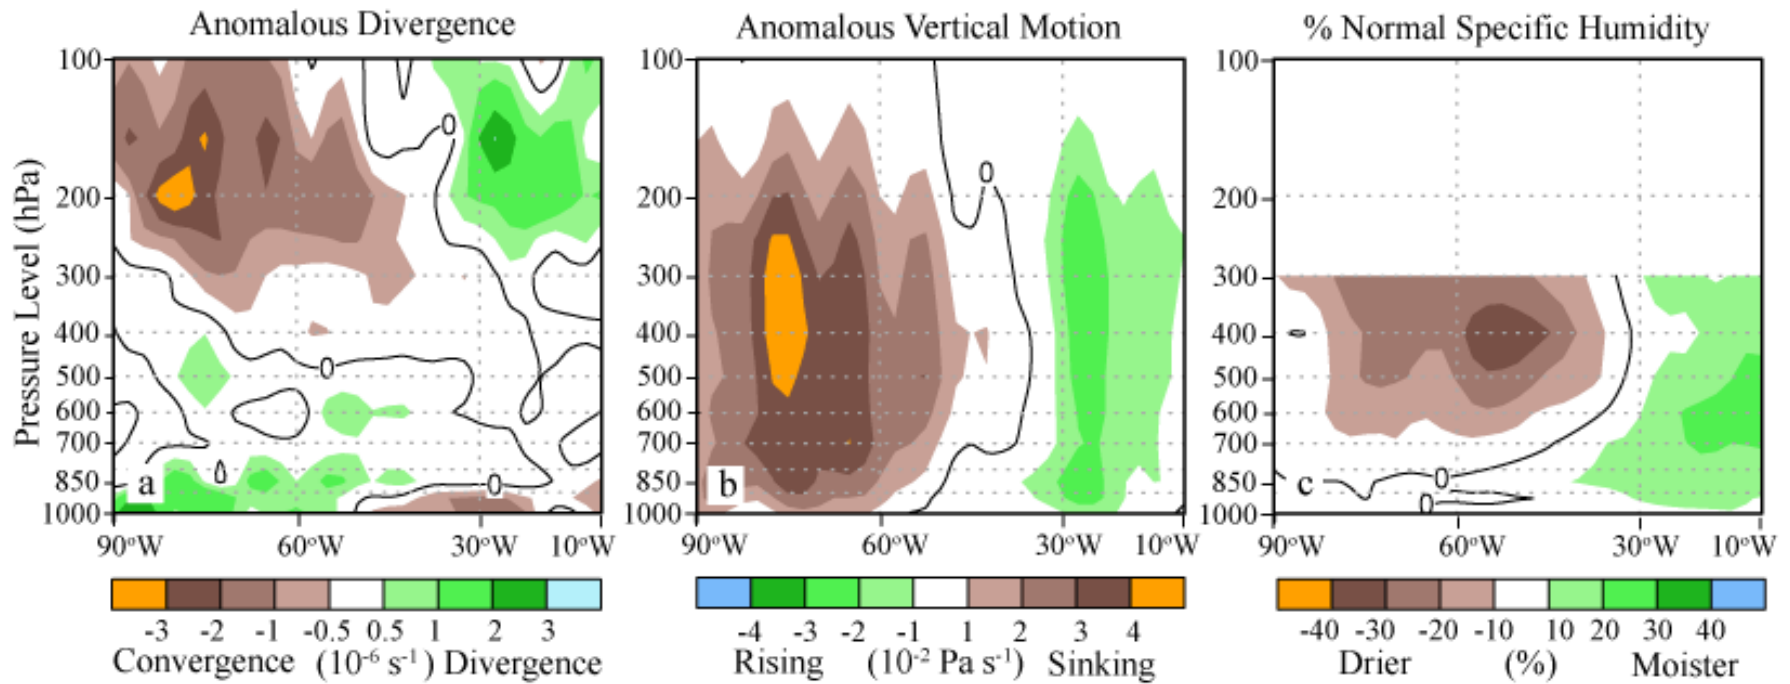 Anomalous Divergence
Anomalous Vertical Motion
% Normal Specific Humidity
Pressure Level (hPa)
100
200
300
400
500
600
700
850
1000
0
0
0
a
90°W
60°W
30°W
10°W
-3 -2 -1 -0.5 0.5 1 2 3
Convergence (10⁻⁶ s⁻¹) Divergence
100
200
300
400
500
600
700
850
1000
0
b
90°W
60°W
30°W
10°W
-4 -3 -2 -1 1 2 3 4
Rising (10⁻² Pa s⁻¹) Sinking
100
200
300
400
500
600
700
850
1000
0
0
c
90°W
60°W
30°W
10°W
-40 -30 -20 -10 10 20 30 40
Drier (%) Moister